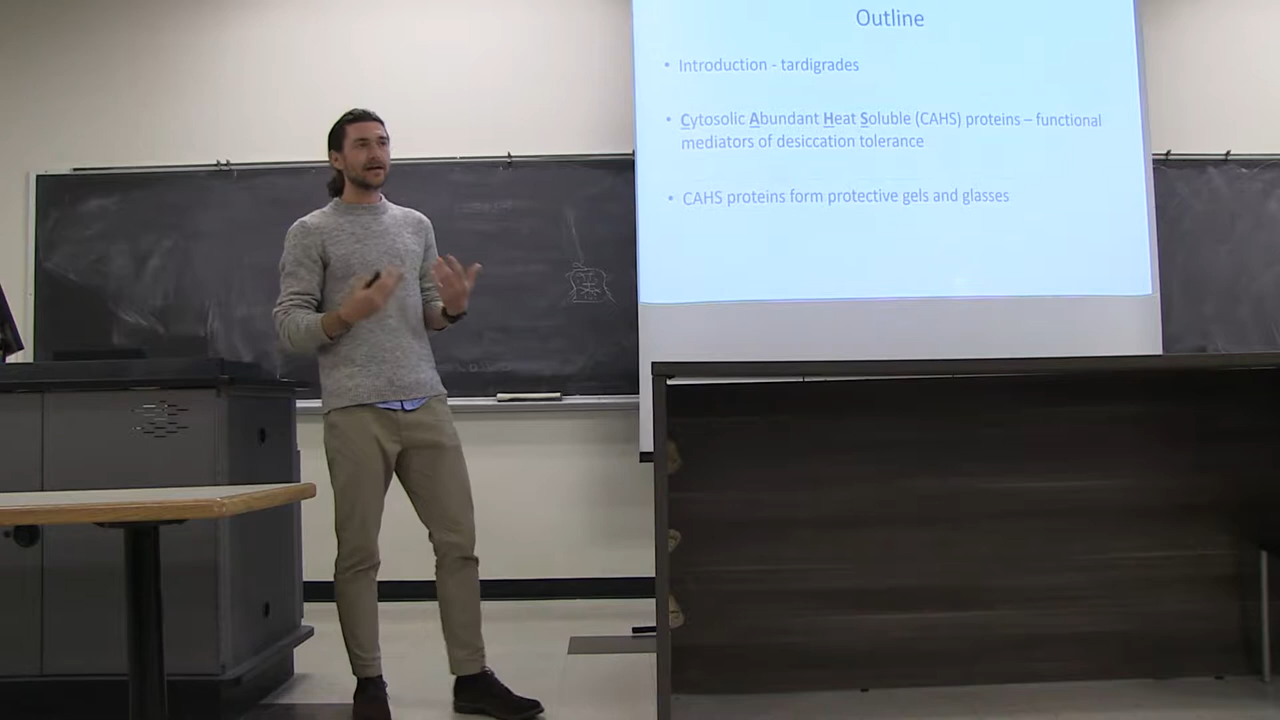 Outline
• Introduction - tardigrades
• Cytosolic Abundant Heat Soluble (CAHS) proteins – functional
mediators of desiccation tolerance
• CAHS proteins form protective gels and glasses